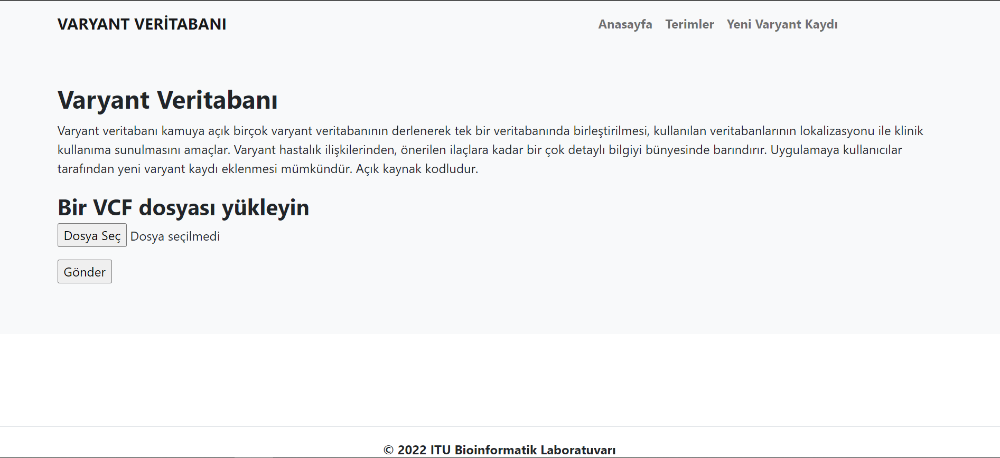 VARYANT VERİTABANI
Anasayfa Terimler Yeni Varyant Kaydı
Varyant Veritabanı
Varyant veritabanı kamuya açık birçok varyant veritabanının derlenerek tek bir veritabanında birleştirilmesi, kullanılan veritabanlarının lokalizasyonu ile klinik
kullanıma sunulmasını amaçlar. Varyant hastalık ilişkilerinden, önerilen ilaçlara kadar bir çok detaylı bilgiyi bünyesinde barındırır. Uygulamaya kullanıcılar
tarafından yeni varyant kaydı eklenmesi mümkündür. Açık kaynak kodludur.
Bir VCF dosyası yükleyin
Dosya Seç Dosya seçilmedi
Gönder
© 2022 ITU Bioinformatik Laboratuvarı